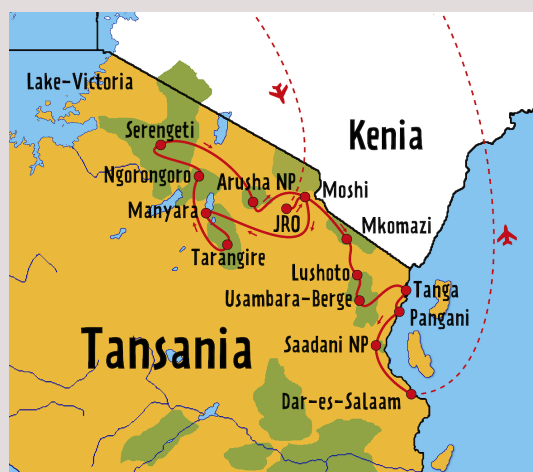 Lake-Victoria
Kenia
Serengeti
Ngorongoro
Arusha NP
Moshi
Manyara
JRO
Mkomazi
Tarangire
Lushoto
Usambara-Berge
Tanga
Pangani
Tansania
Saadani NP
Dar-es-Salaam